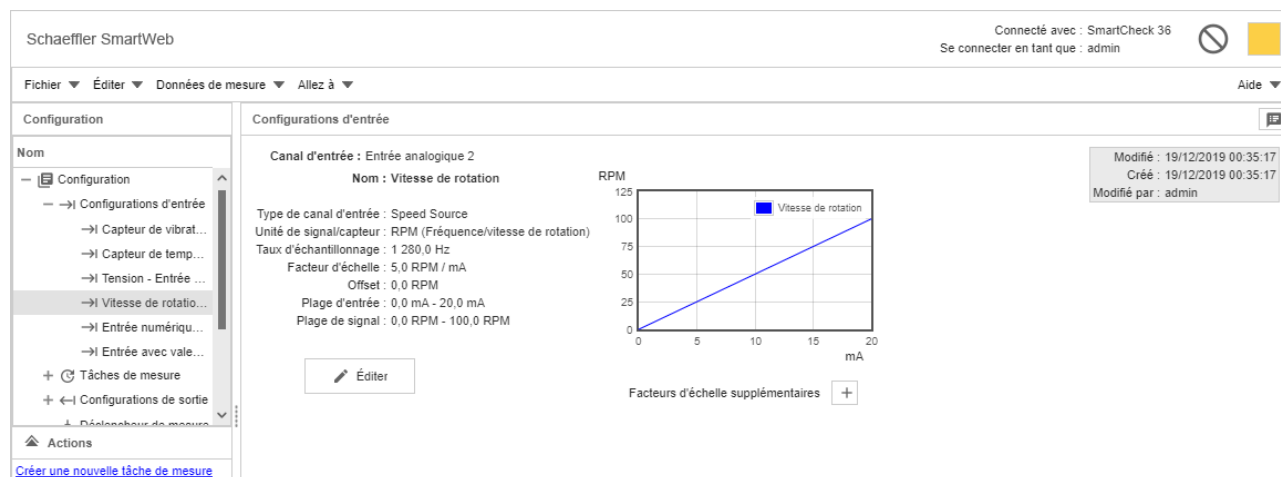 Schaeffler SmartWeb
Connecté avec : SmartCheck 36
Se connecter en tant que : admin
Fichier Éditer Données de mesure Allez à Aide
Configuration
Nom
Configuration
Configurations d'entrée
Capteur de vibrat...
Capteur de temp...
Tension - Entrée ...
Vitesse de rotatio...
Entrée numériqu...
Entrée avec vale...
Tâches de mesure
Configurations de sortie
Déclencheur de mesure
Actions
Créer une nouvelle tâche de mesure
Configurations d'entrée
Canal d'entrée : Entrée analogique 2
Nom : Vitesse de rotation
Type de canal d'entrée : Speed Source
Unité de signal/capteur : RPM (Fréquence/vitesse de rotation)
Taux d'échantillonnage : 1 280,0 Hz
Facteur d'échelle : 5,0 RPM / mA
Offset : 0,0 RPM
Plage d'entrée : 0,0 mA - 20,0 mA
Plage de signal : 0,0 RPM - 100,0 RPM
Éditer
RPM
125
100
75
50
25
0
Vitesse de rotation
0 5 10 15 20
mA
Facteurs d'échelle supplémentaires
Modifié : 19/12/2019 00:35:17
Créé : 19/12/2019 00:35:17
Modifié par : admin